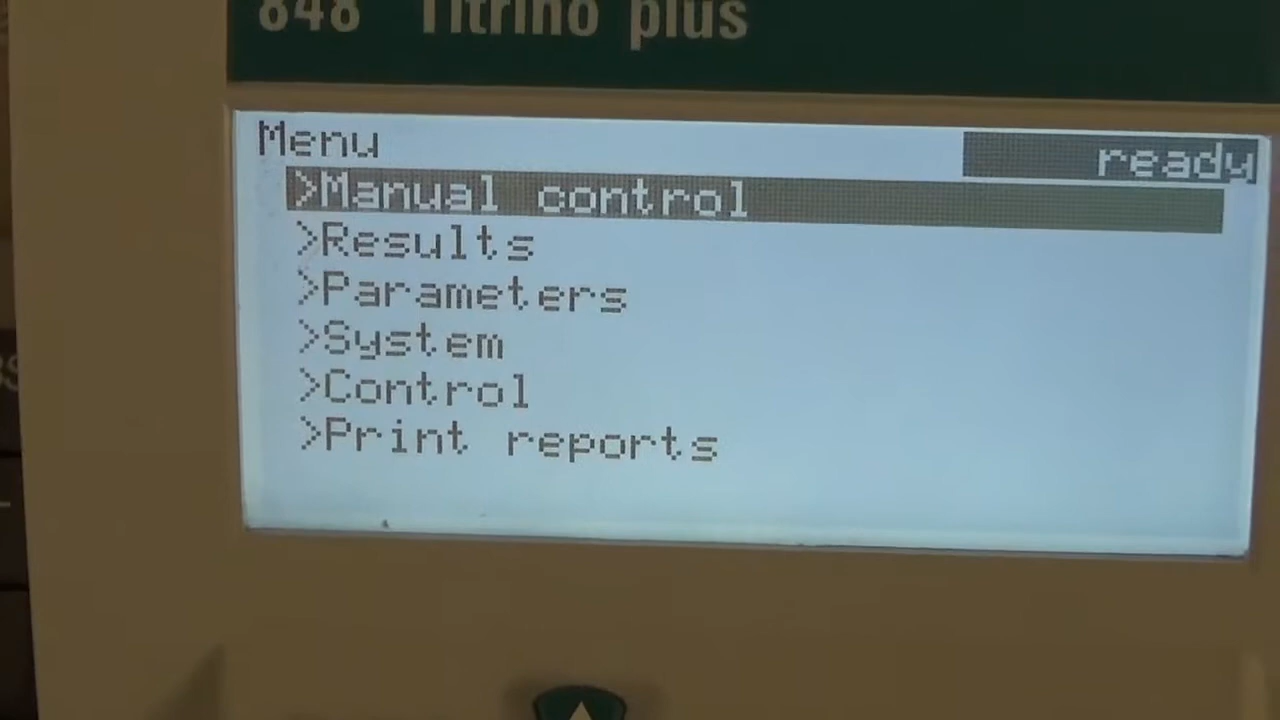 848 Titrino plus
Menu
ready
>Manual control
>Results
>Parameters
>System
>Control
>Print reports